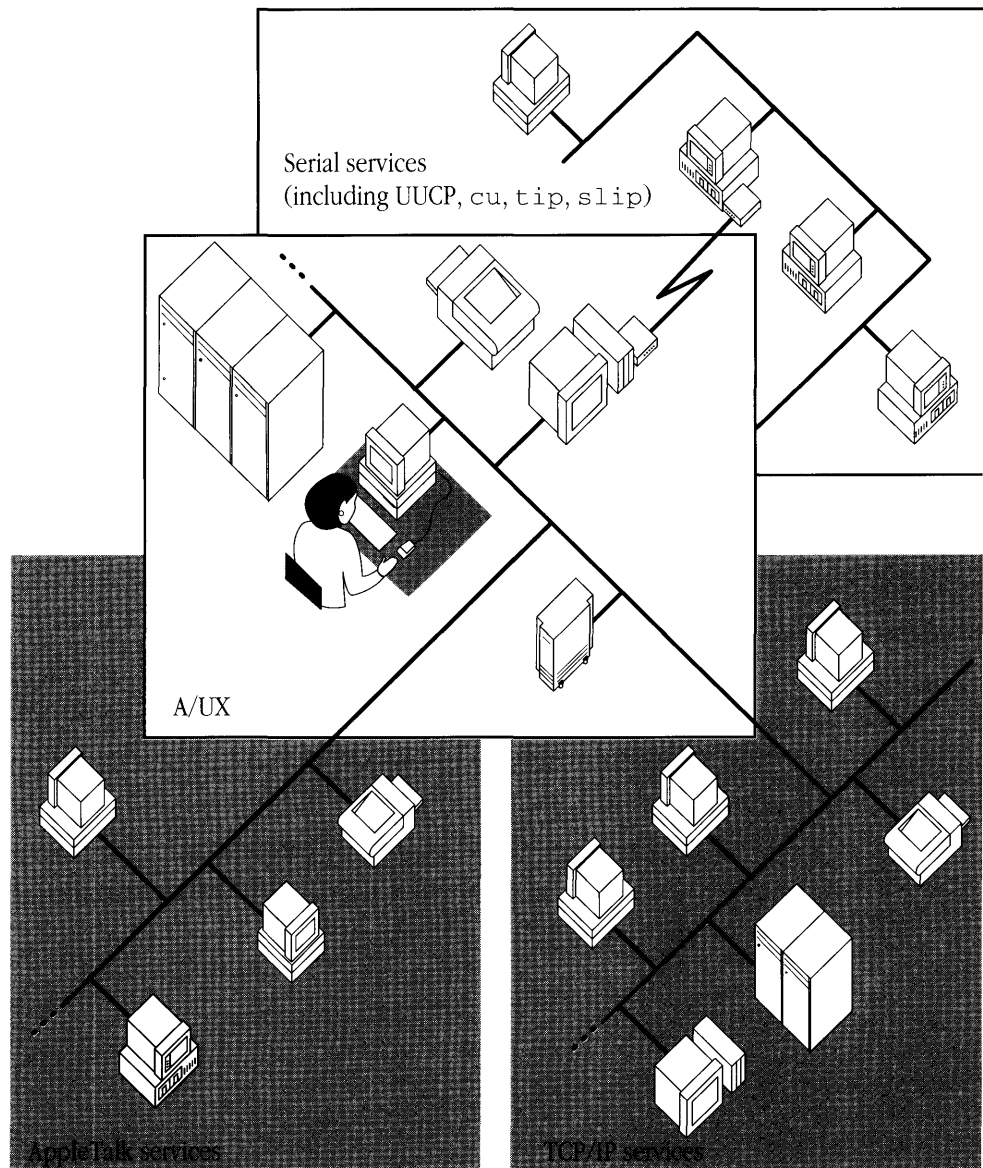 Serial services
(including UUCP, cu, tip, slip)
A/UX
AppleTalk services
TCP/IP services